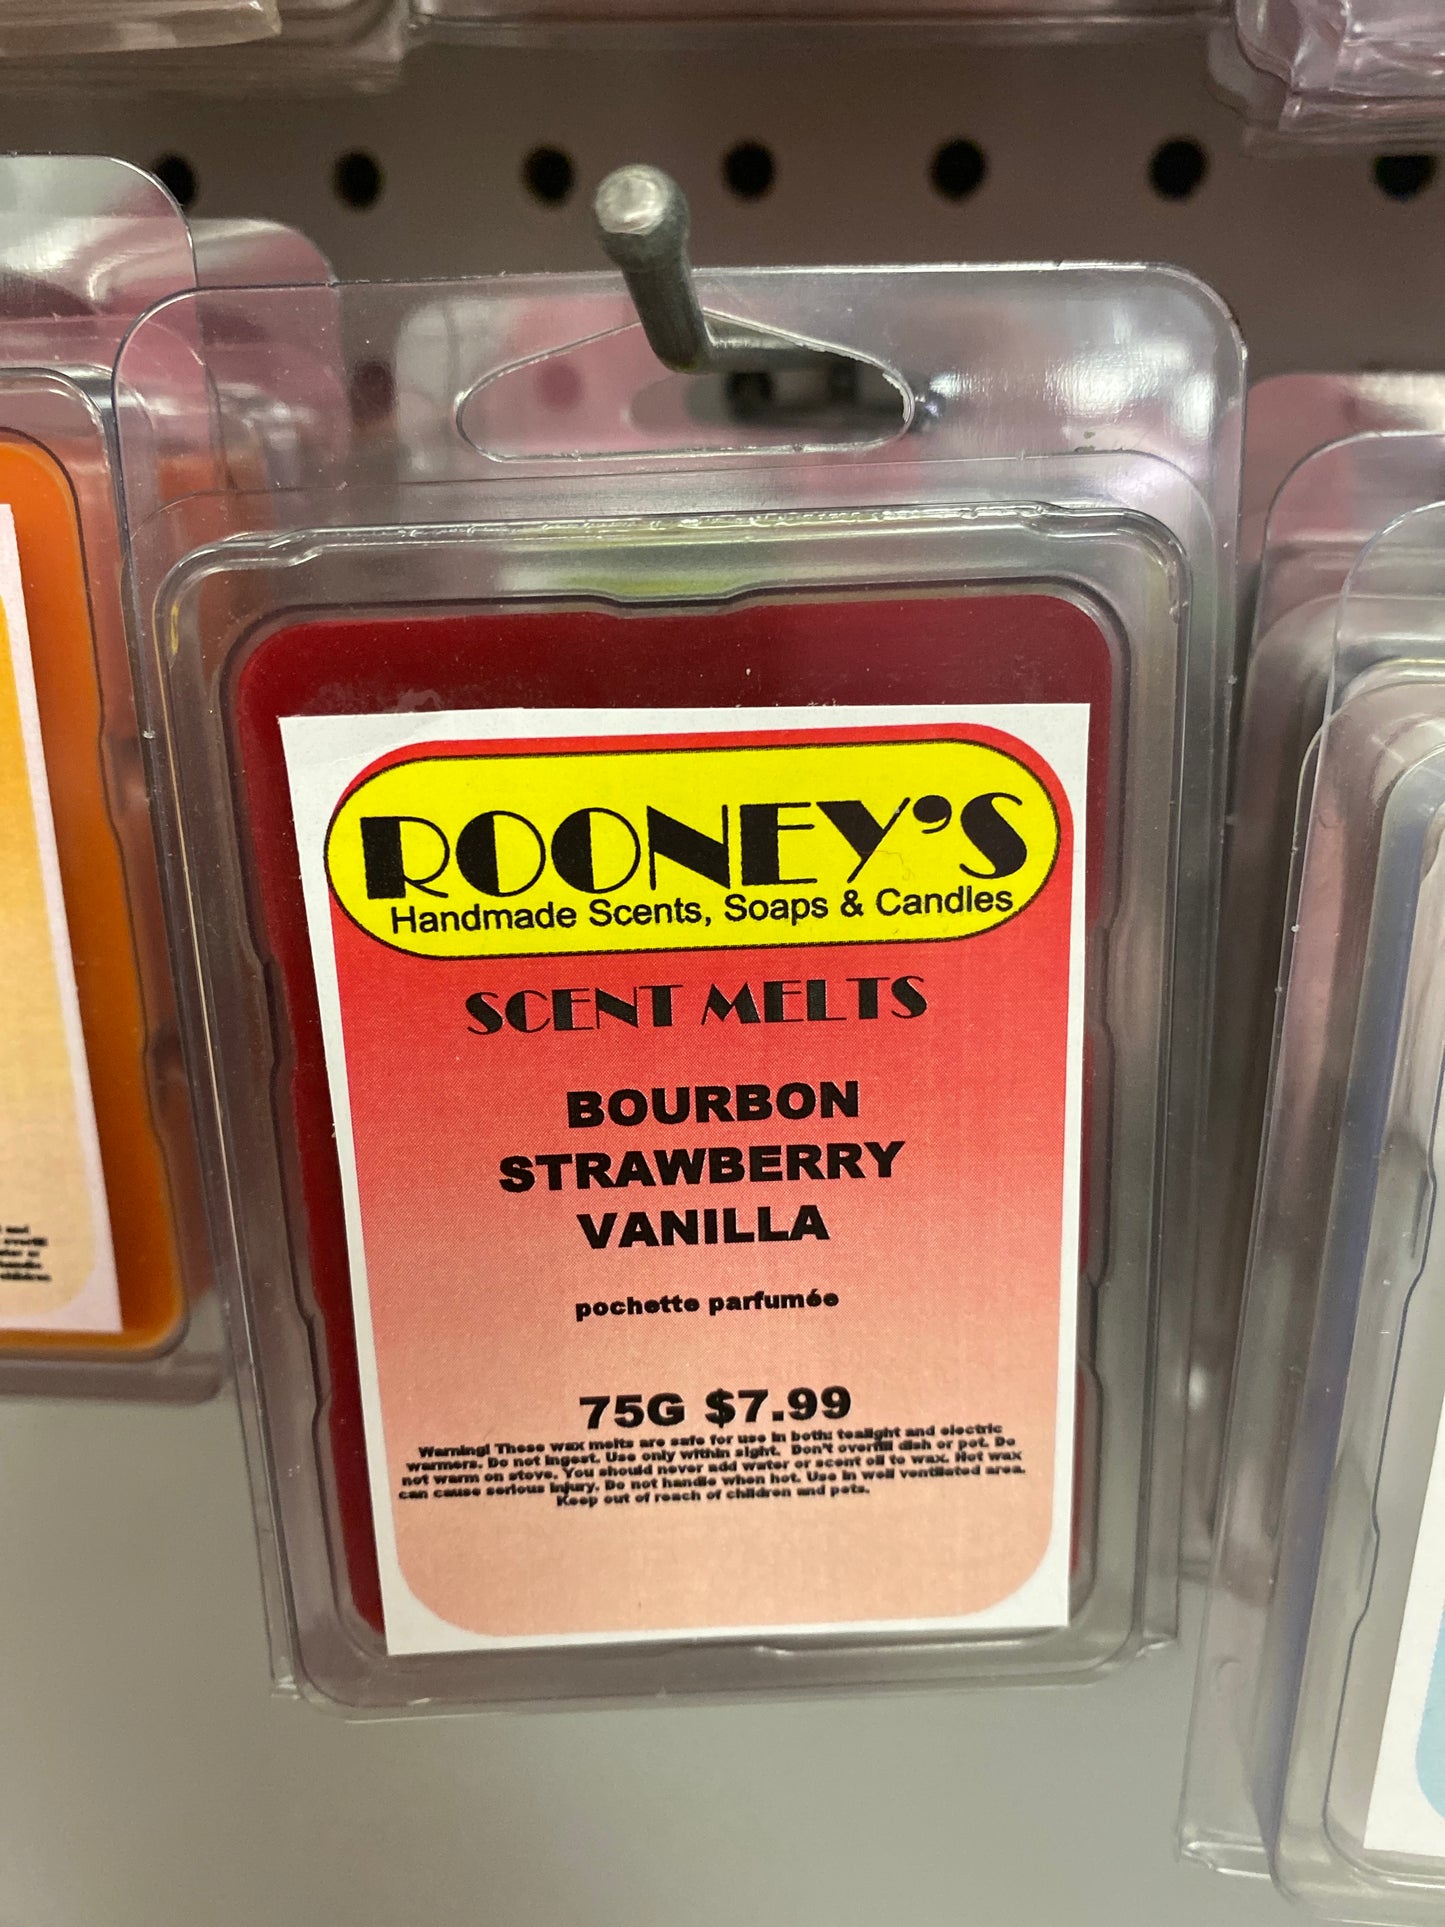 ROONEY'S
Handmade Scents, Soaps & Candles
SCENT MELTS
BOURBON
STRAWBERRY
VANILLA
pochette parfumée
75G $7.99
Warning! These wax melts are safe for use in both: tealight and electric
warmers. Do not ingest. Use only within sight. Don't overfill dish or pot. Do
not warm on stove. You should never add water or scent oil to wax. Hot wax
can cause serious injury. Do not handle when hot. Use in well ventilated area.
Keep out of reach of children and pets.